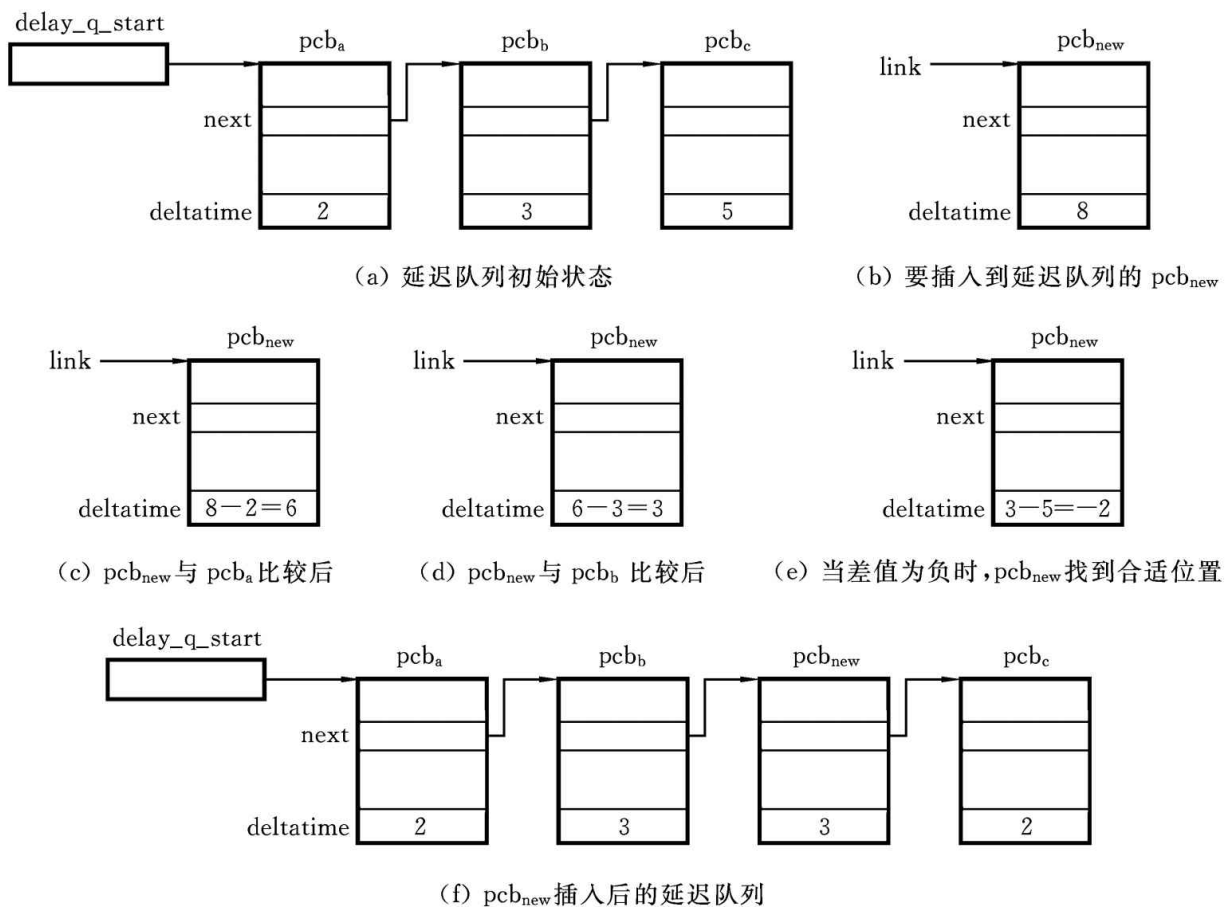 delay_q_start
pcba pcbb pcbc pcbnew
link
next next
deltatime 2 3 5 deltatime 8
(a) 延迟队列初始状态 (b) 要插入到延迟队列的 pcbnew
pcbnew pcbnew pcbnew
link link link
next next next
deltatime 8-2=6 deltatime 6-3=3 deltatime 3-5=-2
(c) pcbnew与 pcba比较后 (d) pcbnew与 pcbb 比较后 (e) 当差值为负时,pcbnew找到合适位置
delay_q_start
pcba pcbb pcbnew pcbc
next
deltatime 2 3 3 2
(f) pcbnew插入后的延迟队列